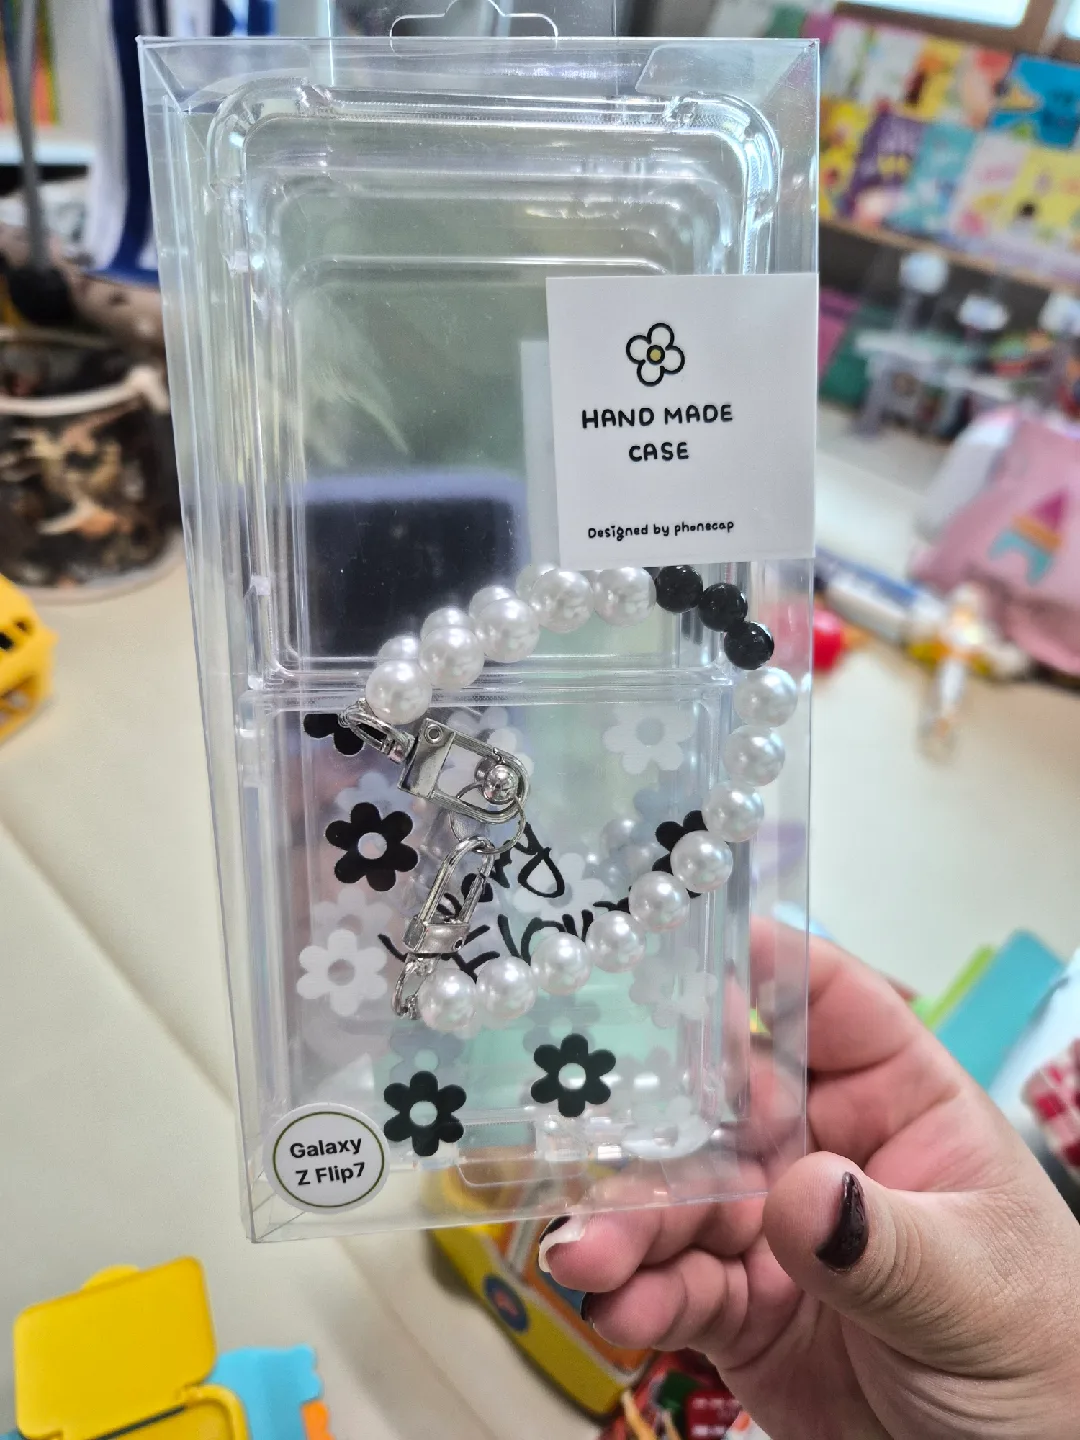 HAND MADE
CASE
Designed by phonecap
Galaxy
Z Flip7